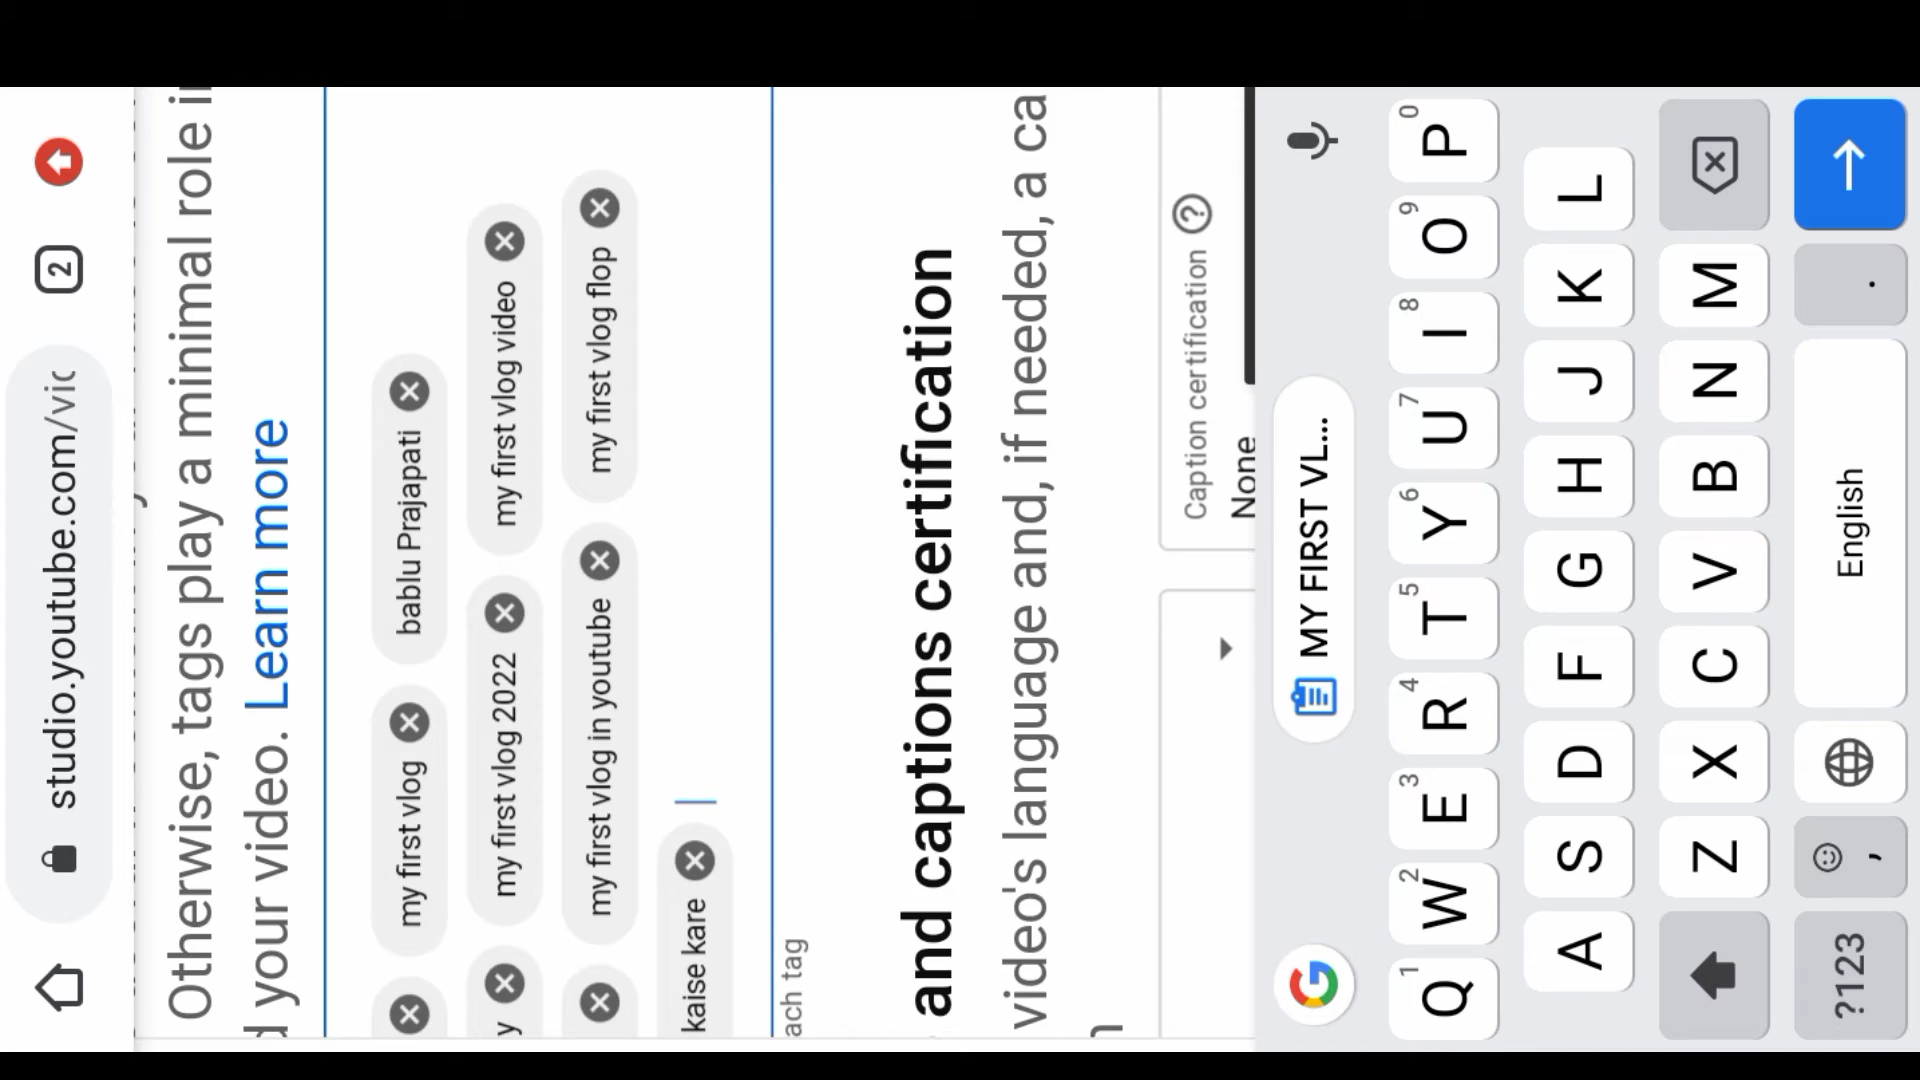 studio.youtube.com/vic
2
Otherwise, tags play a minimal role in
your video. Learn more
my first vlog
bablu Prajapati
my first vlog 2022
my first vlog video
my first vlog in youtube
my first vlog flop
kaise kare
ach tag
and captions certification
video's language and, if needed, a ca
Caption certification ?
None
MY FIRST VL...
Q 1 W 2 E 3 R 4 T 5 Y 6 U 7 I 8 O 9 P 0
A S D F G H J K L
Z X C V B N M
?123 , English .